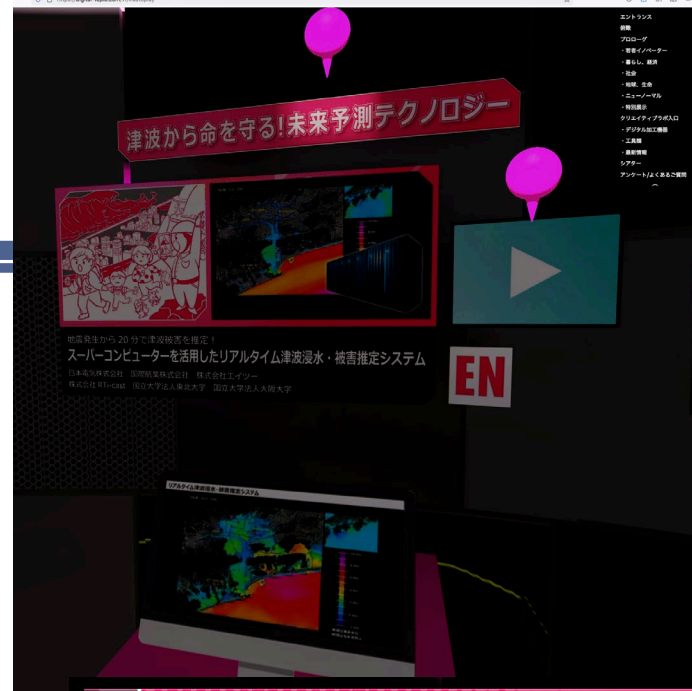 エントランス
俯瞰
プロローグ
・若者イノベーター
・暮らし、経済
・社会
・地球、生命
・ニューノーマル
・特別展示
クリエイティブラボ入口
・デジタル加工機器
・工具類
・最新情報
シアター
アンケート/よくあるご質問
津波から命を守る!未来予測テクノロジー
地震発生から20分で津波被害を推定!
スーパーコンピューターを活用したリアルタイム津波浸水・被害推定システム
日本電気株式会社 国際航業株式会社 株式会社エイツー
株式会社RTi-cast 国立大学法人東北大学 国立大学法人大阪大学
EN
リアルタイム津波浸水・被害推定システム